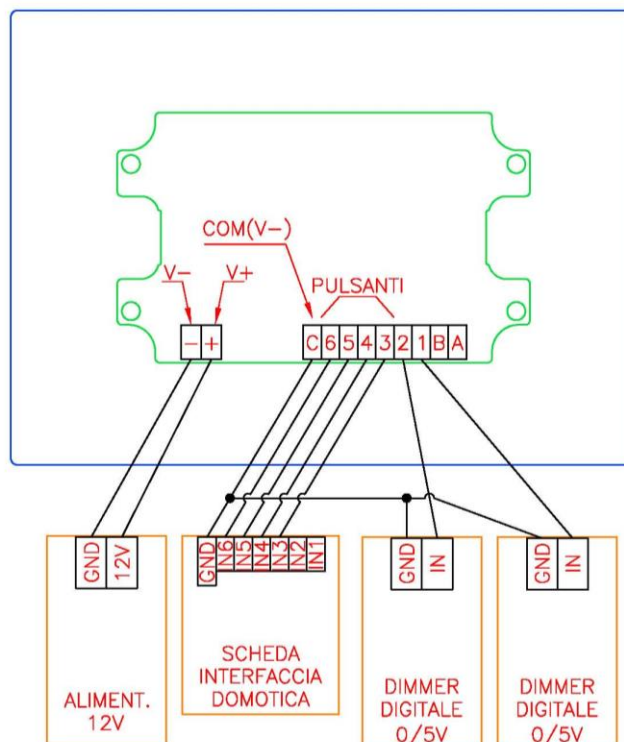 COM(V-)
V-
V+
PULSANTI
- +
C 6 5 4 3 2 1 B A
GND 12V
GND IN6 IN5 IN4 IN3 IN2 IN1
GND IN
GND IN
ALIMENT.
12V
SCHEDA
INTERFACCIA
DOMOTICA
DIMMER
DIGITALE
0/5V
DIMMER
DIGITALE
0/5V